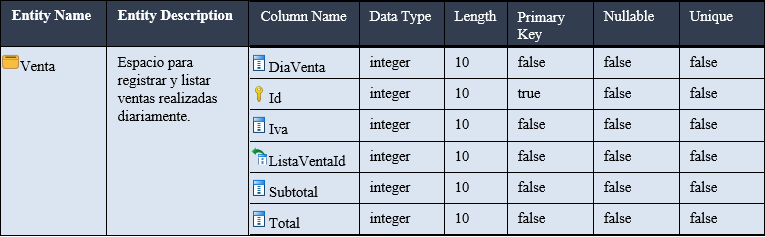 Entity Name Entity Description Column Name Data Type Length Primary Key Nullable Unique
Venta Espacio para registrar y listar ventas realizadas diariamente.
DiaVenta integer 10 false false false
Id integer 10 true false false
Iva integer 10 false false false
ListaVentaId integer 10 false false false
Subtotal integer 10 false false false
Total integer 10 false false false